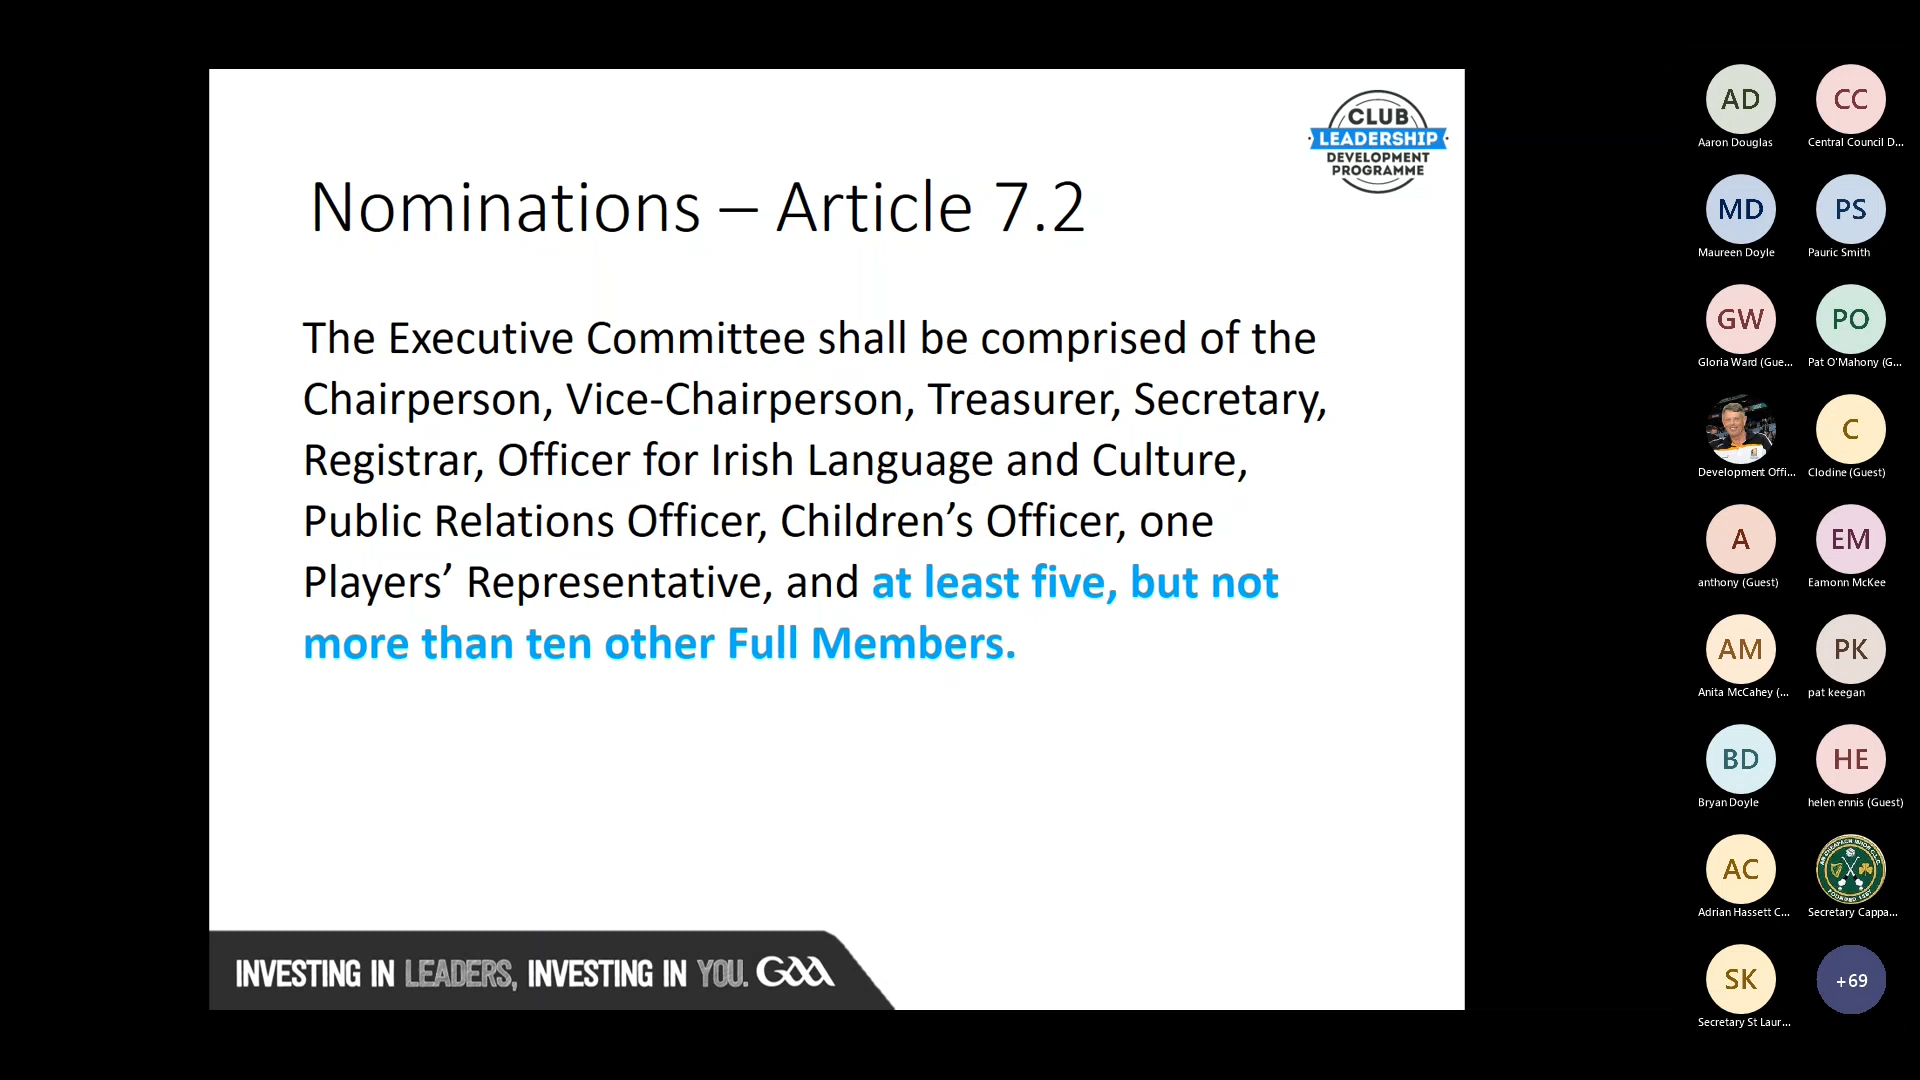 CLUB
LEADERSHIP
DEVELOPMENT
PROGRAMME
Nominations – Article 7.2
The Executive Committee shall be comprised of the
Chairperson, Vice-Chairperson, Treasurer, Secretary,
Registrar, Officer for Irish Language and Culture,
Public Relations Officer, Children’s Officer, one
Players’ Representative, and at least five, but not
more than ten other Full Members.
INVESTING IN LEADERS, INVESTING IN YOU. GAA
AD CC
Aaron Douglas Central Council D...
MD PS
Maureen Doyle Pauric Smith
GW PO
Gloria Ward (Gue... Pat O'Mahony (G...
C
Development Offi... Clodine (Guest)
A EM
anthony (Guest) Eamonn McKee
AM PK
Anita McCahey (... pat keegan
BD HE
Bryan Doyle helen ennis (Guest)
AC
Adrian Hassett C... Secretary Cappa...
SK +69
Secretary St Laur...